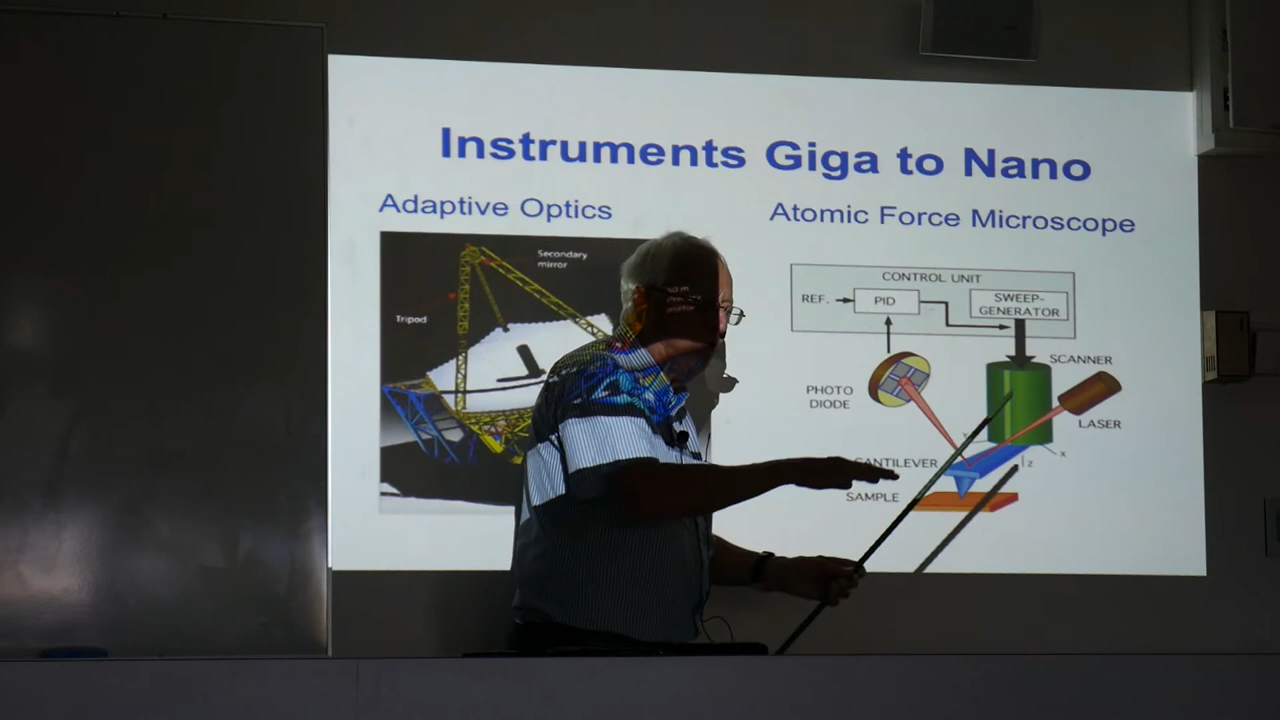 Instruments Giga to Nano
Adaptive Optics
Secondary
mirror
Tripod
Atomic Force Microscope
CONTROL UNIT
REF.
PID
SWEEP-
GENERATOR
SCANNER
PHOTO
DIODE
LASER
CANTILEVER
x
z
SAMPLE